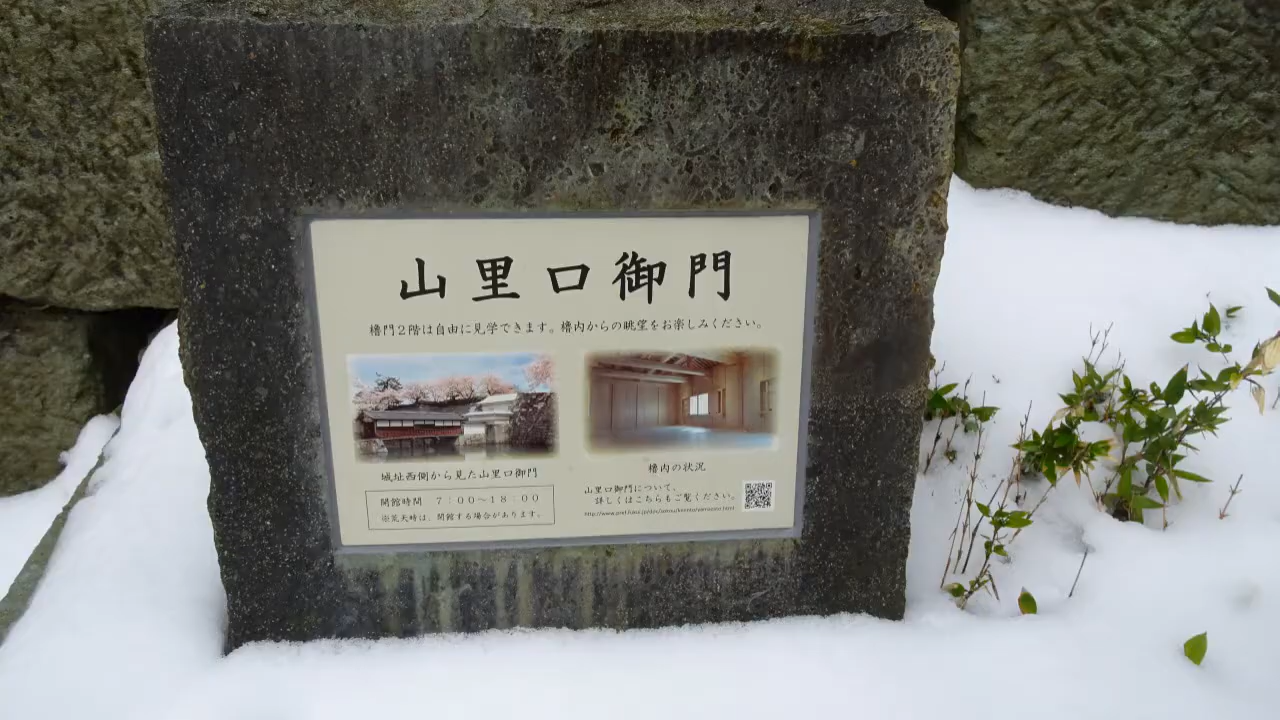 山里口御門
櫓門2階は自由に見学できます。櫓内からの眺望をお楽しみください。
城址西側から見た山里口御門
櫓内の状況
開館時間 7:00~18:00
※荒天時は、閉館する場合があります。
山里口御門について、
詳しくはこちらもご覧ください。